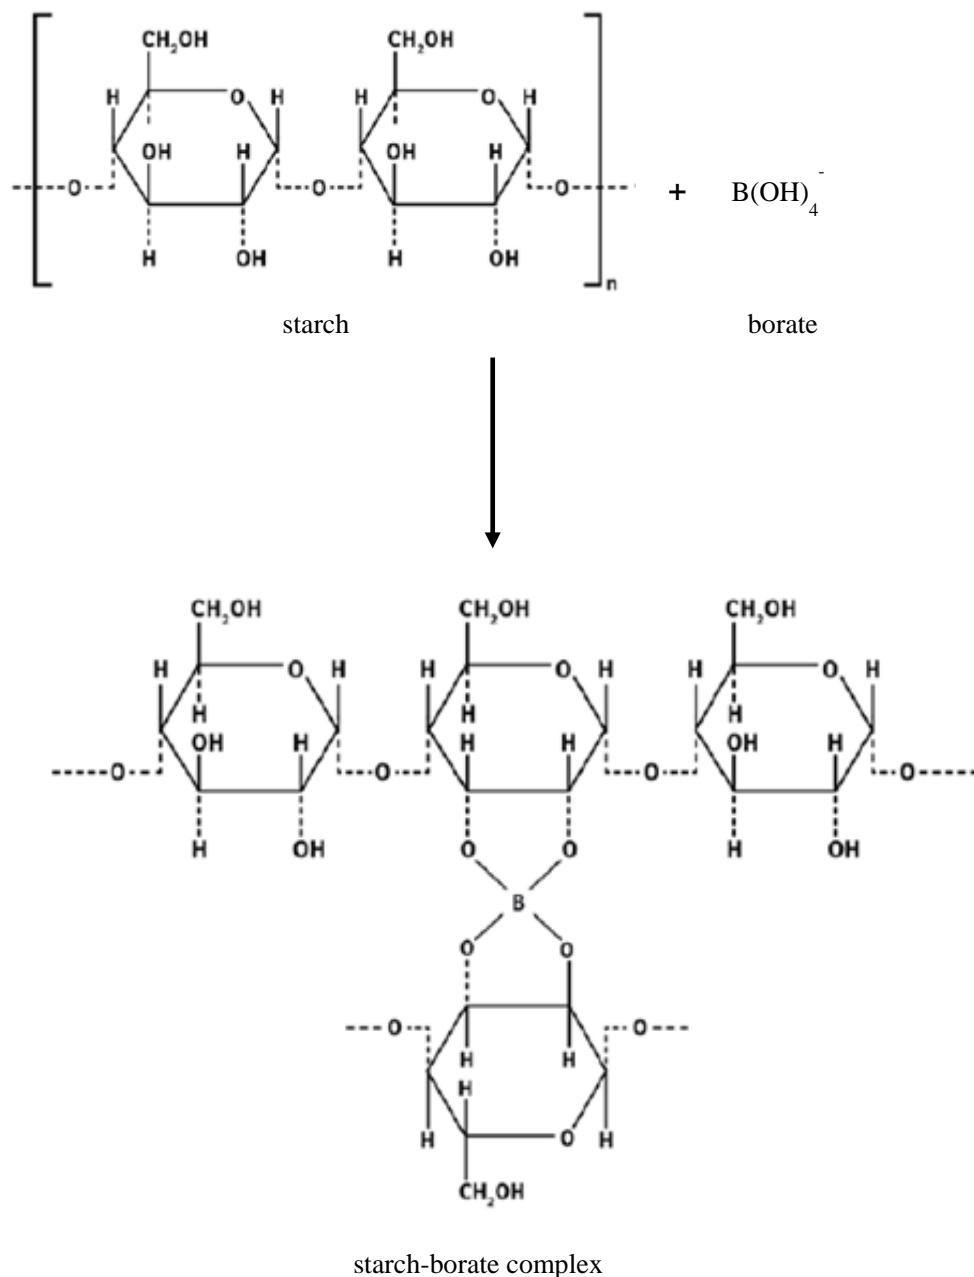 CH₂OH CH₂OH
H O H H O H
OH H OH H
O O O + B(OH)₄⁻
H OH H OH
n
starch borate
CH₂OH CH₂OH CH₂OH
H O H H O H H O H
H H H
OH H H H OH H
O O O O
H OH O O H OH
B
O O
O O
H H
H
H O H
CH₂OH
starch-borate complex